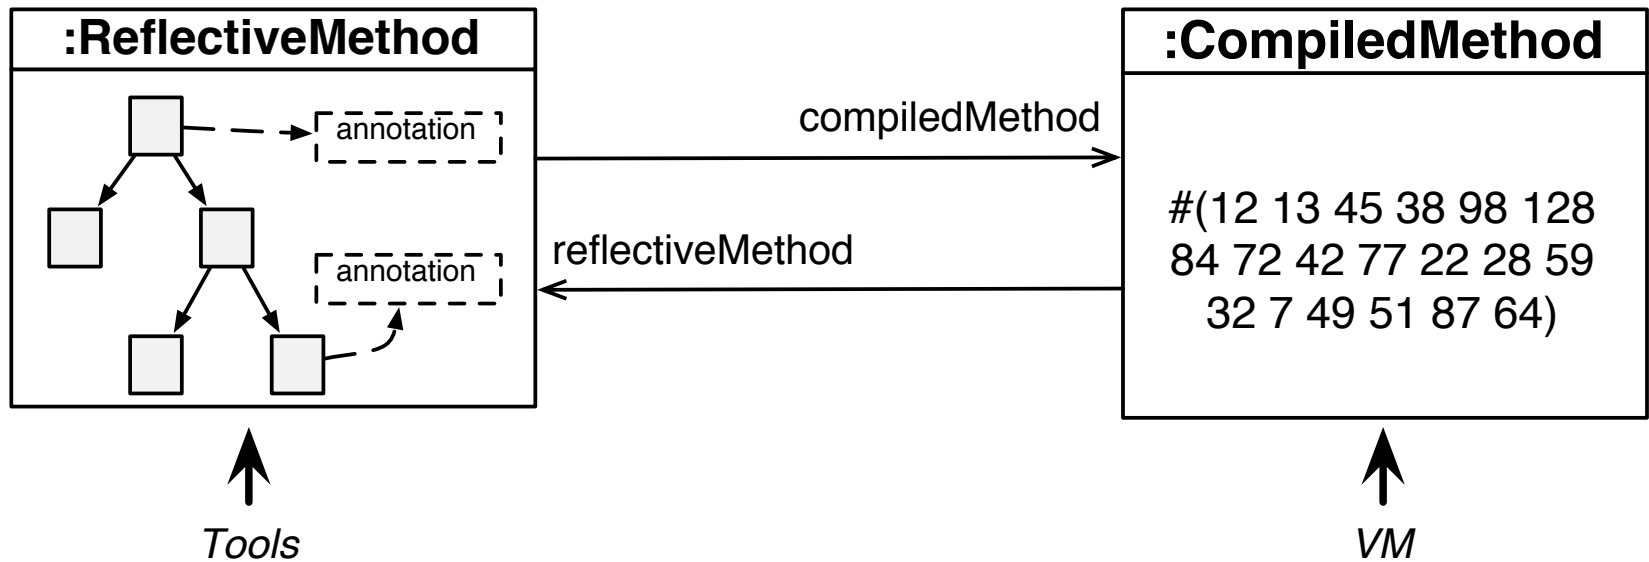 :ReflectiveMethod
annotation
annotation
Tools
compiledMethod
reflectiveMethod
:CompiledMethod
#(12 13 45 38 98 128
84 72 42 77 22 28 59
32 7 49 51 87 64)
VM